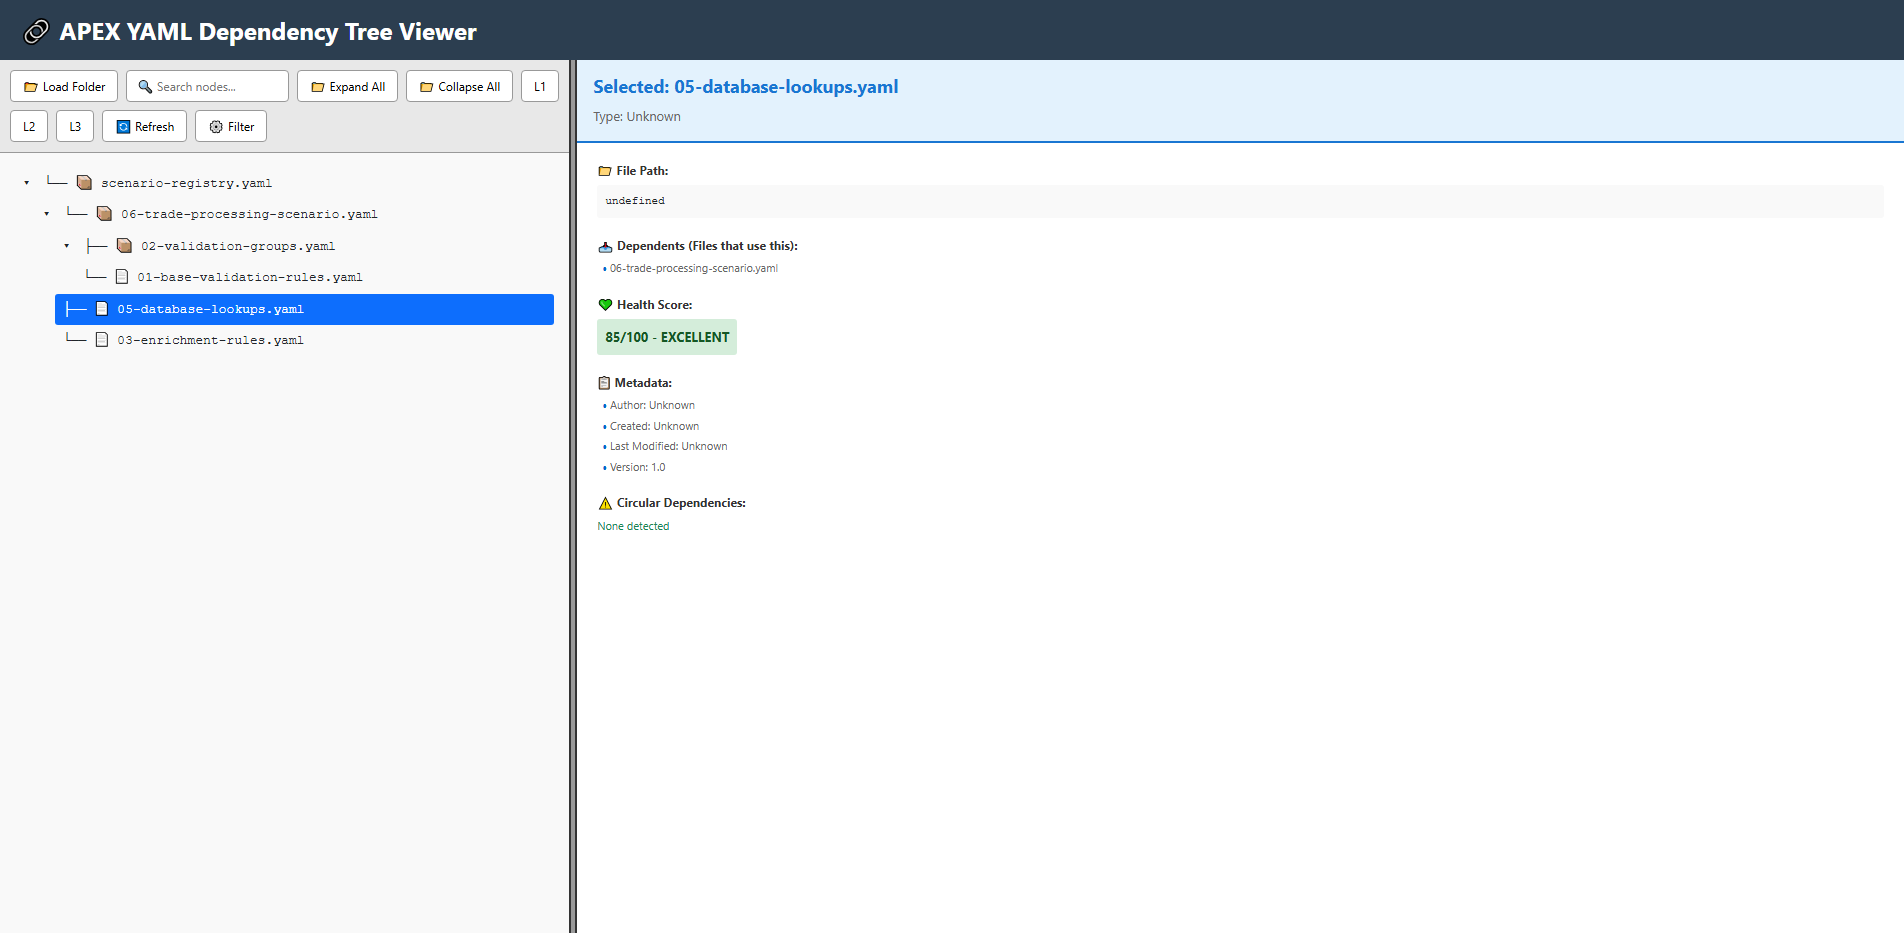 APEX YAML Dependency Tree Viewer
Load Folder
Search nodes...
Expand All
Collapse All
L1
L2
L3
Refresh
Filter
scenario-registry.yaml
06-trade-processing-scenario.yaml
02-validation-groups.yaml
01-base-validation-rules.yaml
05-database-lookups.yaml
03-enrichment-rules.yaml
Selected: 05-database-lookups.yaml
Type: Unknown
File Path:
undefined
Dependents (Files that use this):
• 06-trade-processing-scenario.yaml
Health Score:
85/100 - EXCELLENT
Metadata:
• Author: Unknown
• Created: Unknown
• Last Modified: Unknown
• Version: 1.0
Circular Dependencies:
None detected